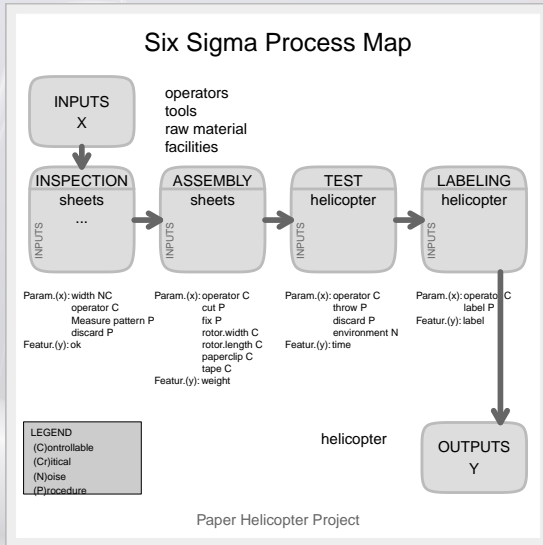 Six Sigma Process Map
INPUTS
X
operators
tools
raw material
facilities
INSPECTION
sheets
...
INPUTS
ASSEMBLY
sheets
INPUTS
TEST
helicopter
INPUTS
LABELING
helicopter
INPUTS
Param.(x): width NC
operator C
Measure pattern P
discard P
Featur.(y): ok
Param.(x): operator C
cut P
fix P
rotor.width C
rotor.length C
paperclip C
tape C
Featur.(y): weight
Param.(x): operator C
throw P
discard P
environment N
Featur.(y): time
Param.(x): operator C
label P
Featur.(y): label
LEGEND
(C)ontrollable
(Cr)itical
(N)oise
(P)rocedure
helicopter
OUTPUTS
Y
Paper Helicopter Project